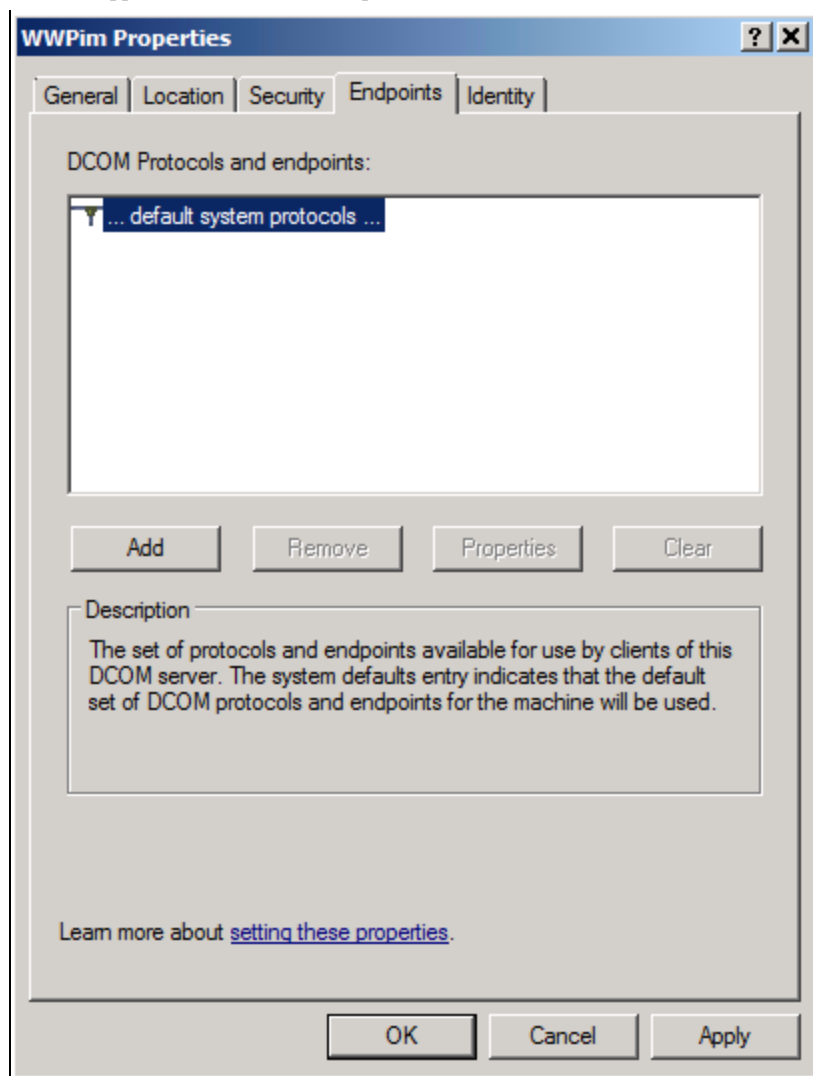 WWPim Properties
? X
General Location Security Endpoints Identity
DCOM Protocols and endpoints:
... default system protocols ...
Add Remove Properties Clear
Description
The set of protocols and endpoints available for use by clients of this
DCOM server. The system defaults entry indicates that the default
set of DCOM protocols and endpoints for the machine will be used.
Learn more about setting these properties.
OK Cancel Apply